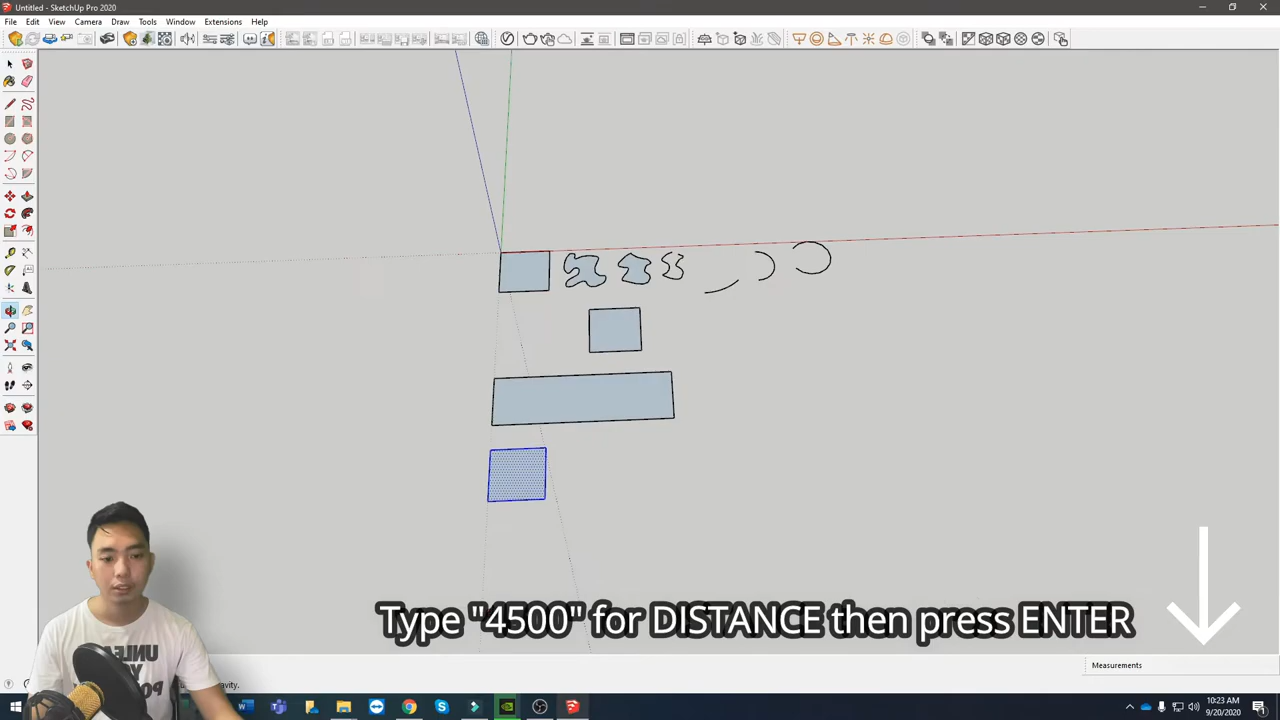 Untitled - SketchUp Pro 2020
File Edit View Camera Draw Tools Window Extensions Help
Type "4500" for DISTANCE then press ENTER
Measurements
avity.
10:23 AM
9/20/2020